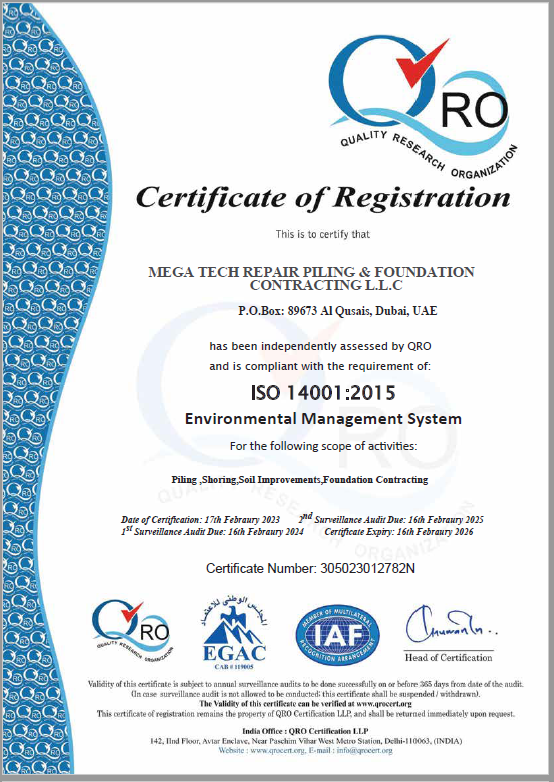 QRO
QUALITY RESEARCH ORGANIZATION
Certificate of Registration
This is to certify that
MEGA TECH REPAIR PILING & FOUNDATION
CONTRACTING L.L.C
P.O.Box: 89673 Al Qusais, Dubai, UAE
has been independently assessed by QRO
and is compliant with the requirement of:
ISO 14001:2015
Environmental Management System
For the following scope of activities:
Piling ,Shoring,Soil Improvements,Foundation Contracting
Date of Certification: 17th Febraury 2023 2nd Surveillance Audit Due: 16th Febraury 2025
1st Surveillance Audit Due: 16th Febraury 2024 Certificate Expiry: 16th Febraury 2026
Certificate Number: 305023012782N
QRO
QUALITY RESEARCH ORGANIZATION
المجلس الوطني للاعتماد
EGAC
CAB # 119005
MEMBER OF MULTILATERAL
IAF
RECOGNITION ARRANGEMENT
Head of Certification
Validity of this certificate is subject to annual surveillance audits to be done successfully on or before 365 days from date of the audit.
(In case surveillance audit is not allowed to be conducted; this certificate shall be suspended / withdrawn).
The Validity of this certificate can be verified at www.qrocert.org
This certificate of registration remains the property of QRO Certification LLP, and shall be returned immediately upon request.
India Office : QRO Certification LLP
142, IInd Floor, Avtar Enclave, Near Paschim Vihar West Metro Station, Delhi-110063, (INDIA)
Website : www.qrocert.org, E-mail : info@qrocert.org